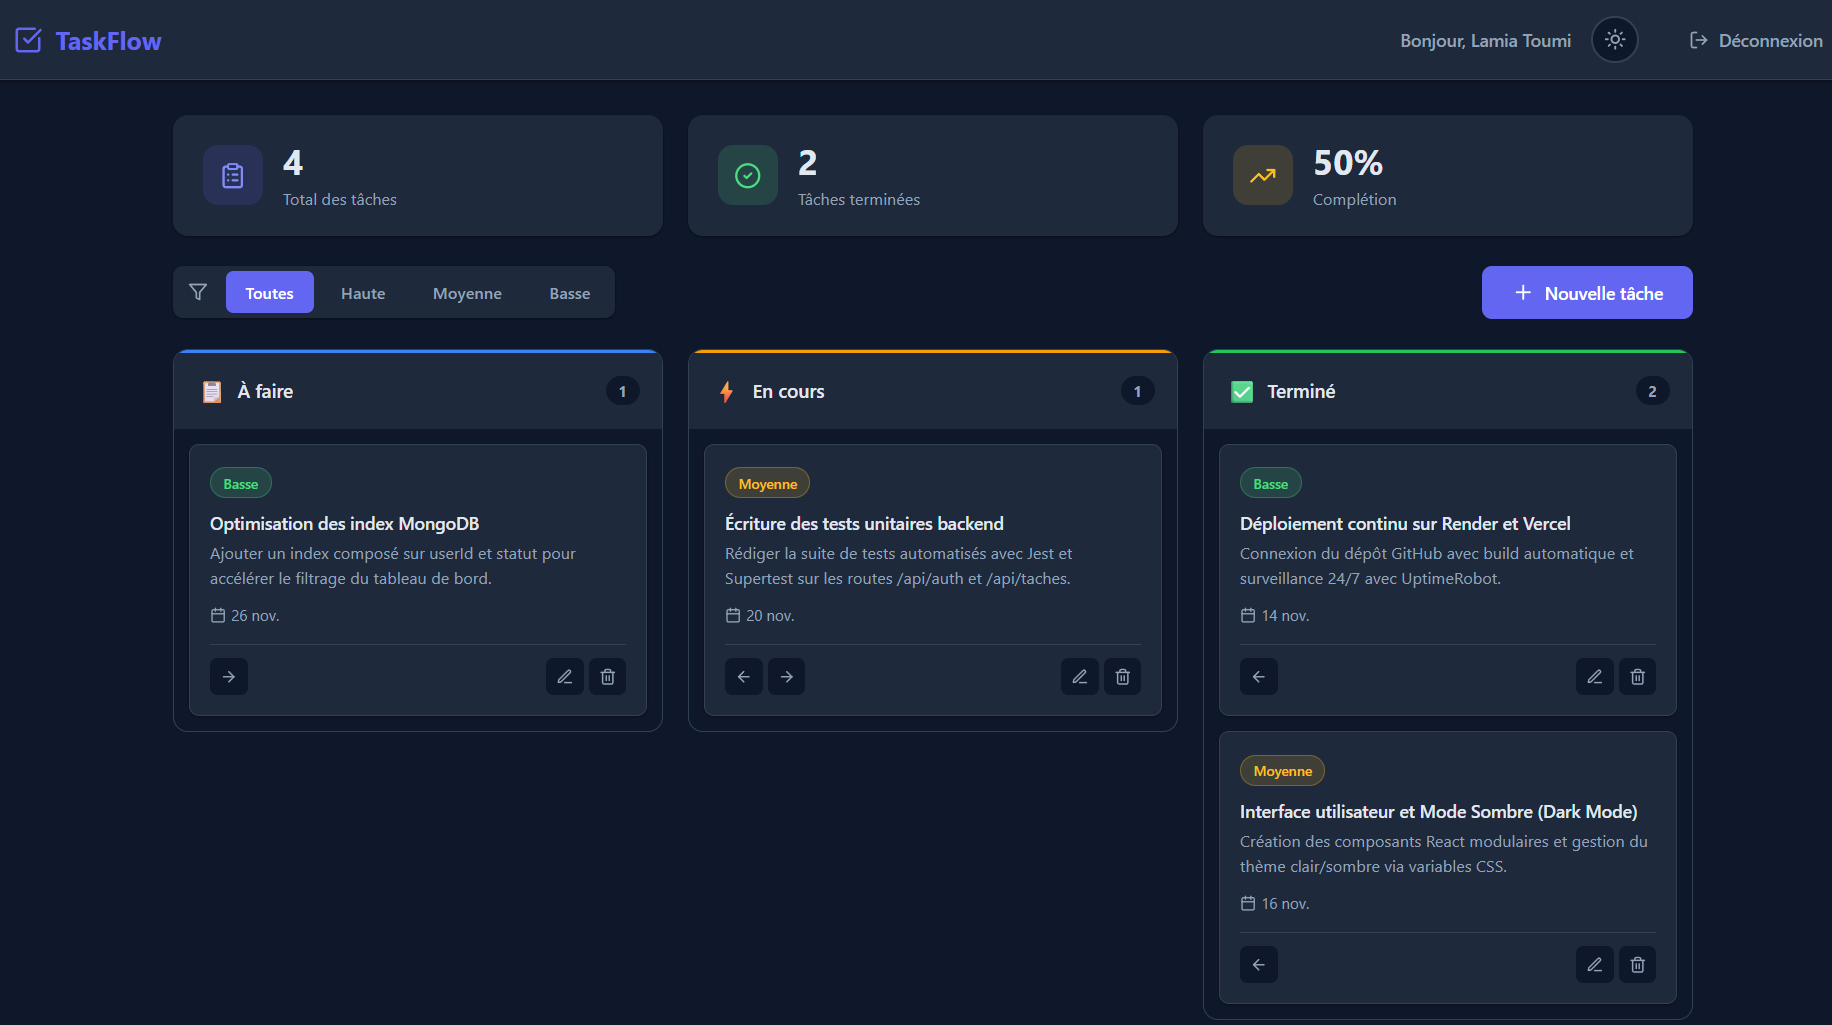 TaskFlow
Bonjour, Lamia Toumi
Déconnexion
4
Total des tâches
2
Tâches terminées
50%
Complétion
Toutes
Haute
Moyenne
Basse
Nouvelle tâche
À faire
1
Basse
Optimisation des index MongoDB
Ajouter un index composé sur userId et statut pour
accélérer le filtrage du tableau de bord.
26 nov.
En cours
1
Moyenne
Écriture des tests unitaires backend
Rédiger la suite de tests automatisés avec Jest et
Supertest sur les routes /api/auth et /api/taches.
20 nov.
Terminé
2
Basse
Déploiement continu sur Render et Vercel
Connexion du dépôt GitHub avec build automatique et
surveillance 24/7 avec UptimeRobot.
14 nov.
Moyenne
Interface utilisateur et Mode Sombre (Dark Mode)
Création des composants React modulaires et gestion du
thème clair/sombre via variables CSS.
16 nov.